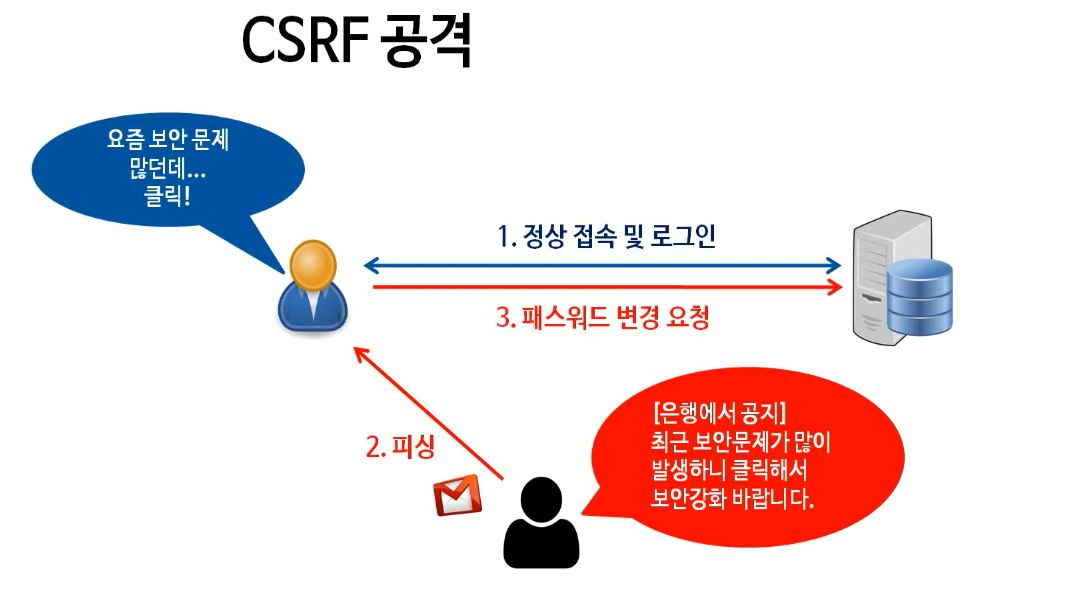 CSRF 공격
요즘 보안 문제
많던데...
클릭!
1. 정상 접속 및 로그인
3. 패스워드 변경 요청
2. 피싱
[은행에서 공지]
최근 보안문제가 많이
발생하니 클릭해서
보안강화 바랍니다.